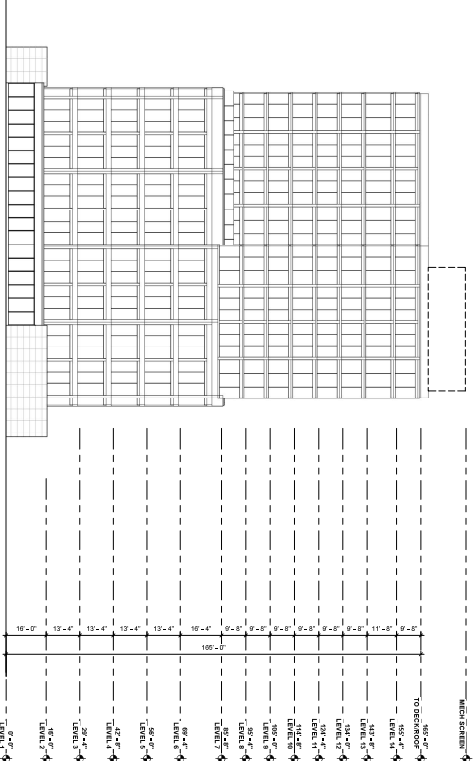 16'-0" 13'-4" 13'-4" 13'-4" 13'-4" 16'-4" 9'-8" 9'-8" 9'-8" 9'-8" 9'-8" 9'-8" 11'-8" 9'-8"
165'-0"
MECH SCREEN
165'-0"
TO DECK/ROOF
155'-4"
LEVEL 14
143'-8"
LEVEL 13
134'-0"
LEVEL 12
124'-4"
LEVEL 11
114'-8"
LEVEL 10
105'-0"
LEVEL 9
95'-4"
LEVEL 8
85'-8"
LEVEL 7
69'-4"
LEVEL 6
56'-0"
LEVEL 5
42'-8"
LEVEL 4
29'-4"
LEVEL 3
16'-0"
LEVEL 2
0'-0"
LEVEL 1